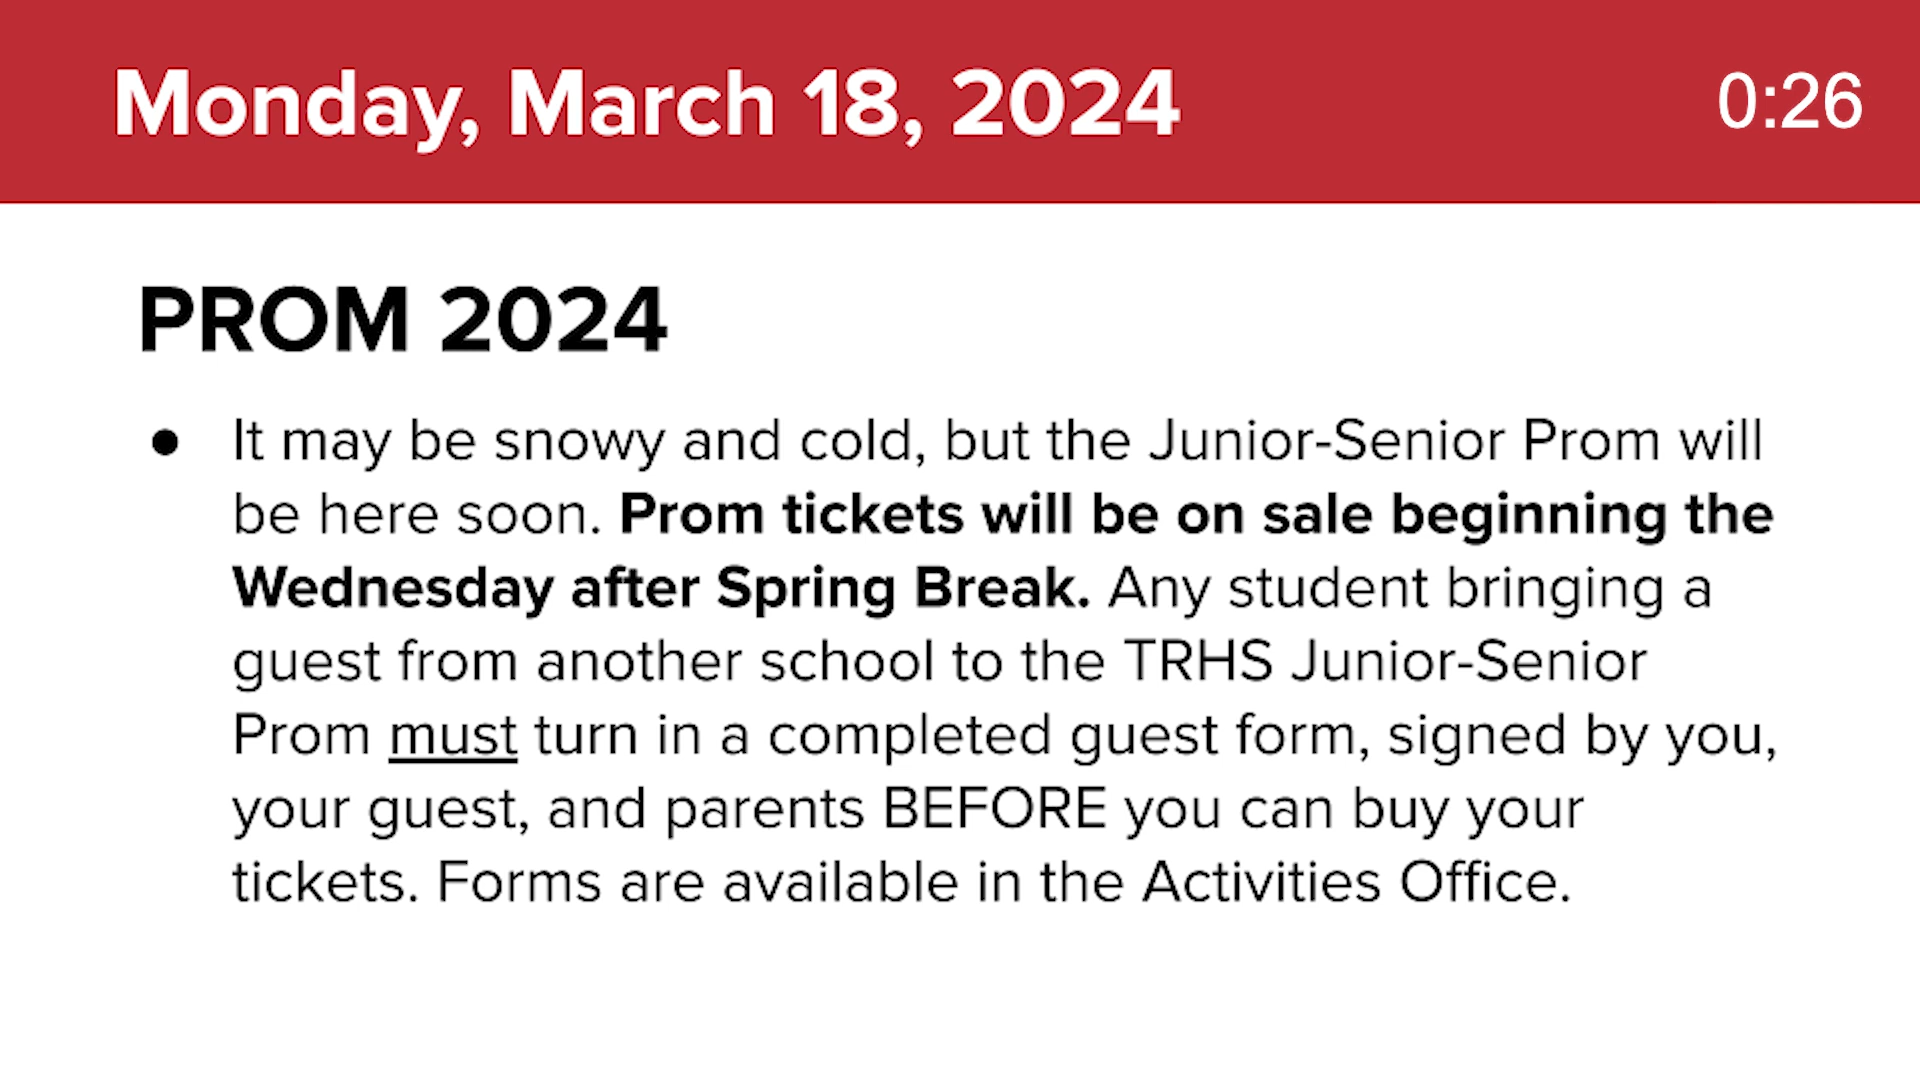 Monday, March 18, 2024
0:26
PROM 2024
● It may be snowy and cold, but the Junior-Senior Prom will
be here soon. Prom tickets will be on sale beginning the
Wednesday after Spring Break. Any student bringing a
guest from another school to the TRHS Junior-Senior
Prom must turn in a completed guest form, signed by you,
your guest, and parents BEFORE you can buy your
tickets. Forms are available in the Activities Office.